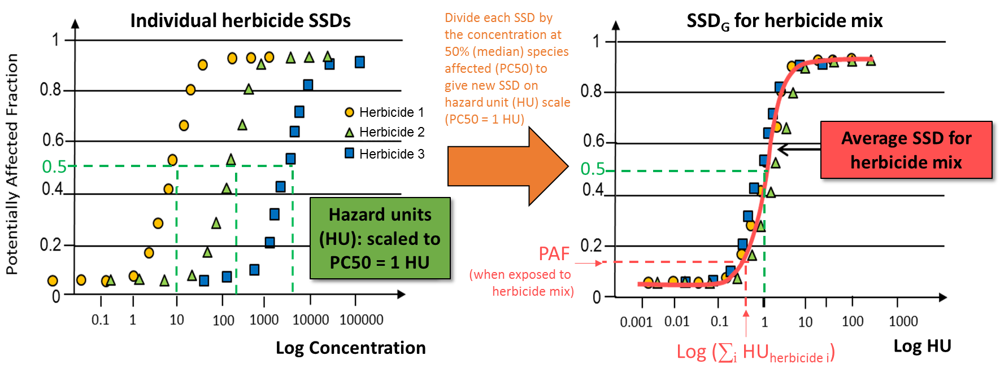 Individual herbicide SSDs
Potentially Affected Fraction
1
0.8
0.6
0.5
0.4
0.2
0
0.1 1 10 100 1000 10000 100000
Log Concentration
Herbicide 1
Herbicide 2
Herbicide 3
Hazard units
(HU): scaled to
PC50 = 1 HU
Divide each SSD by
the concentration at
50% (median) species
affected (PC50) to
give new SSD on
hazard unit (HU) scale
(PC50 = 1 HU)
SSDG for herbicide mix
1
0.8
0.6
0.5
0.4
0.2
0
PAF
(when exposed to
herbicide mix)
Average SSD for
herbicide mix
0.001 0.01 0.1 1 10 100 1000
Log HU
Log (∑i HUherbicide i)